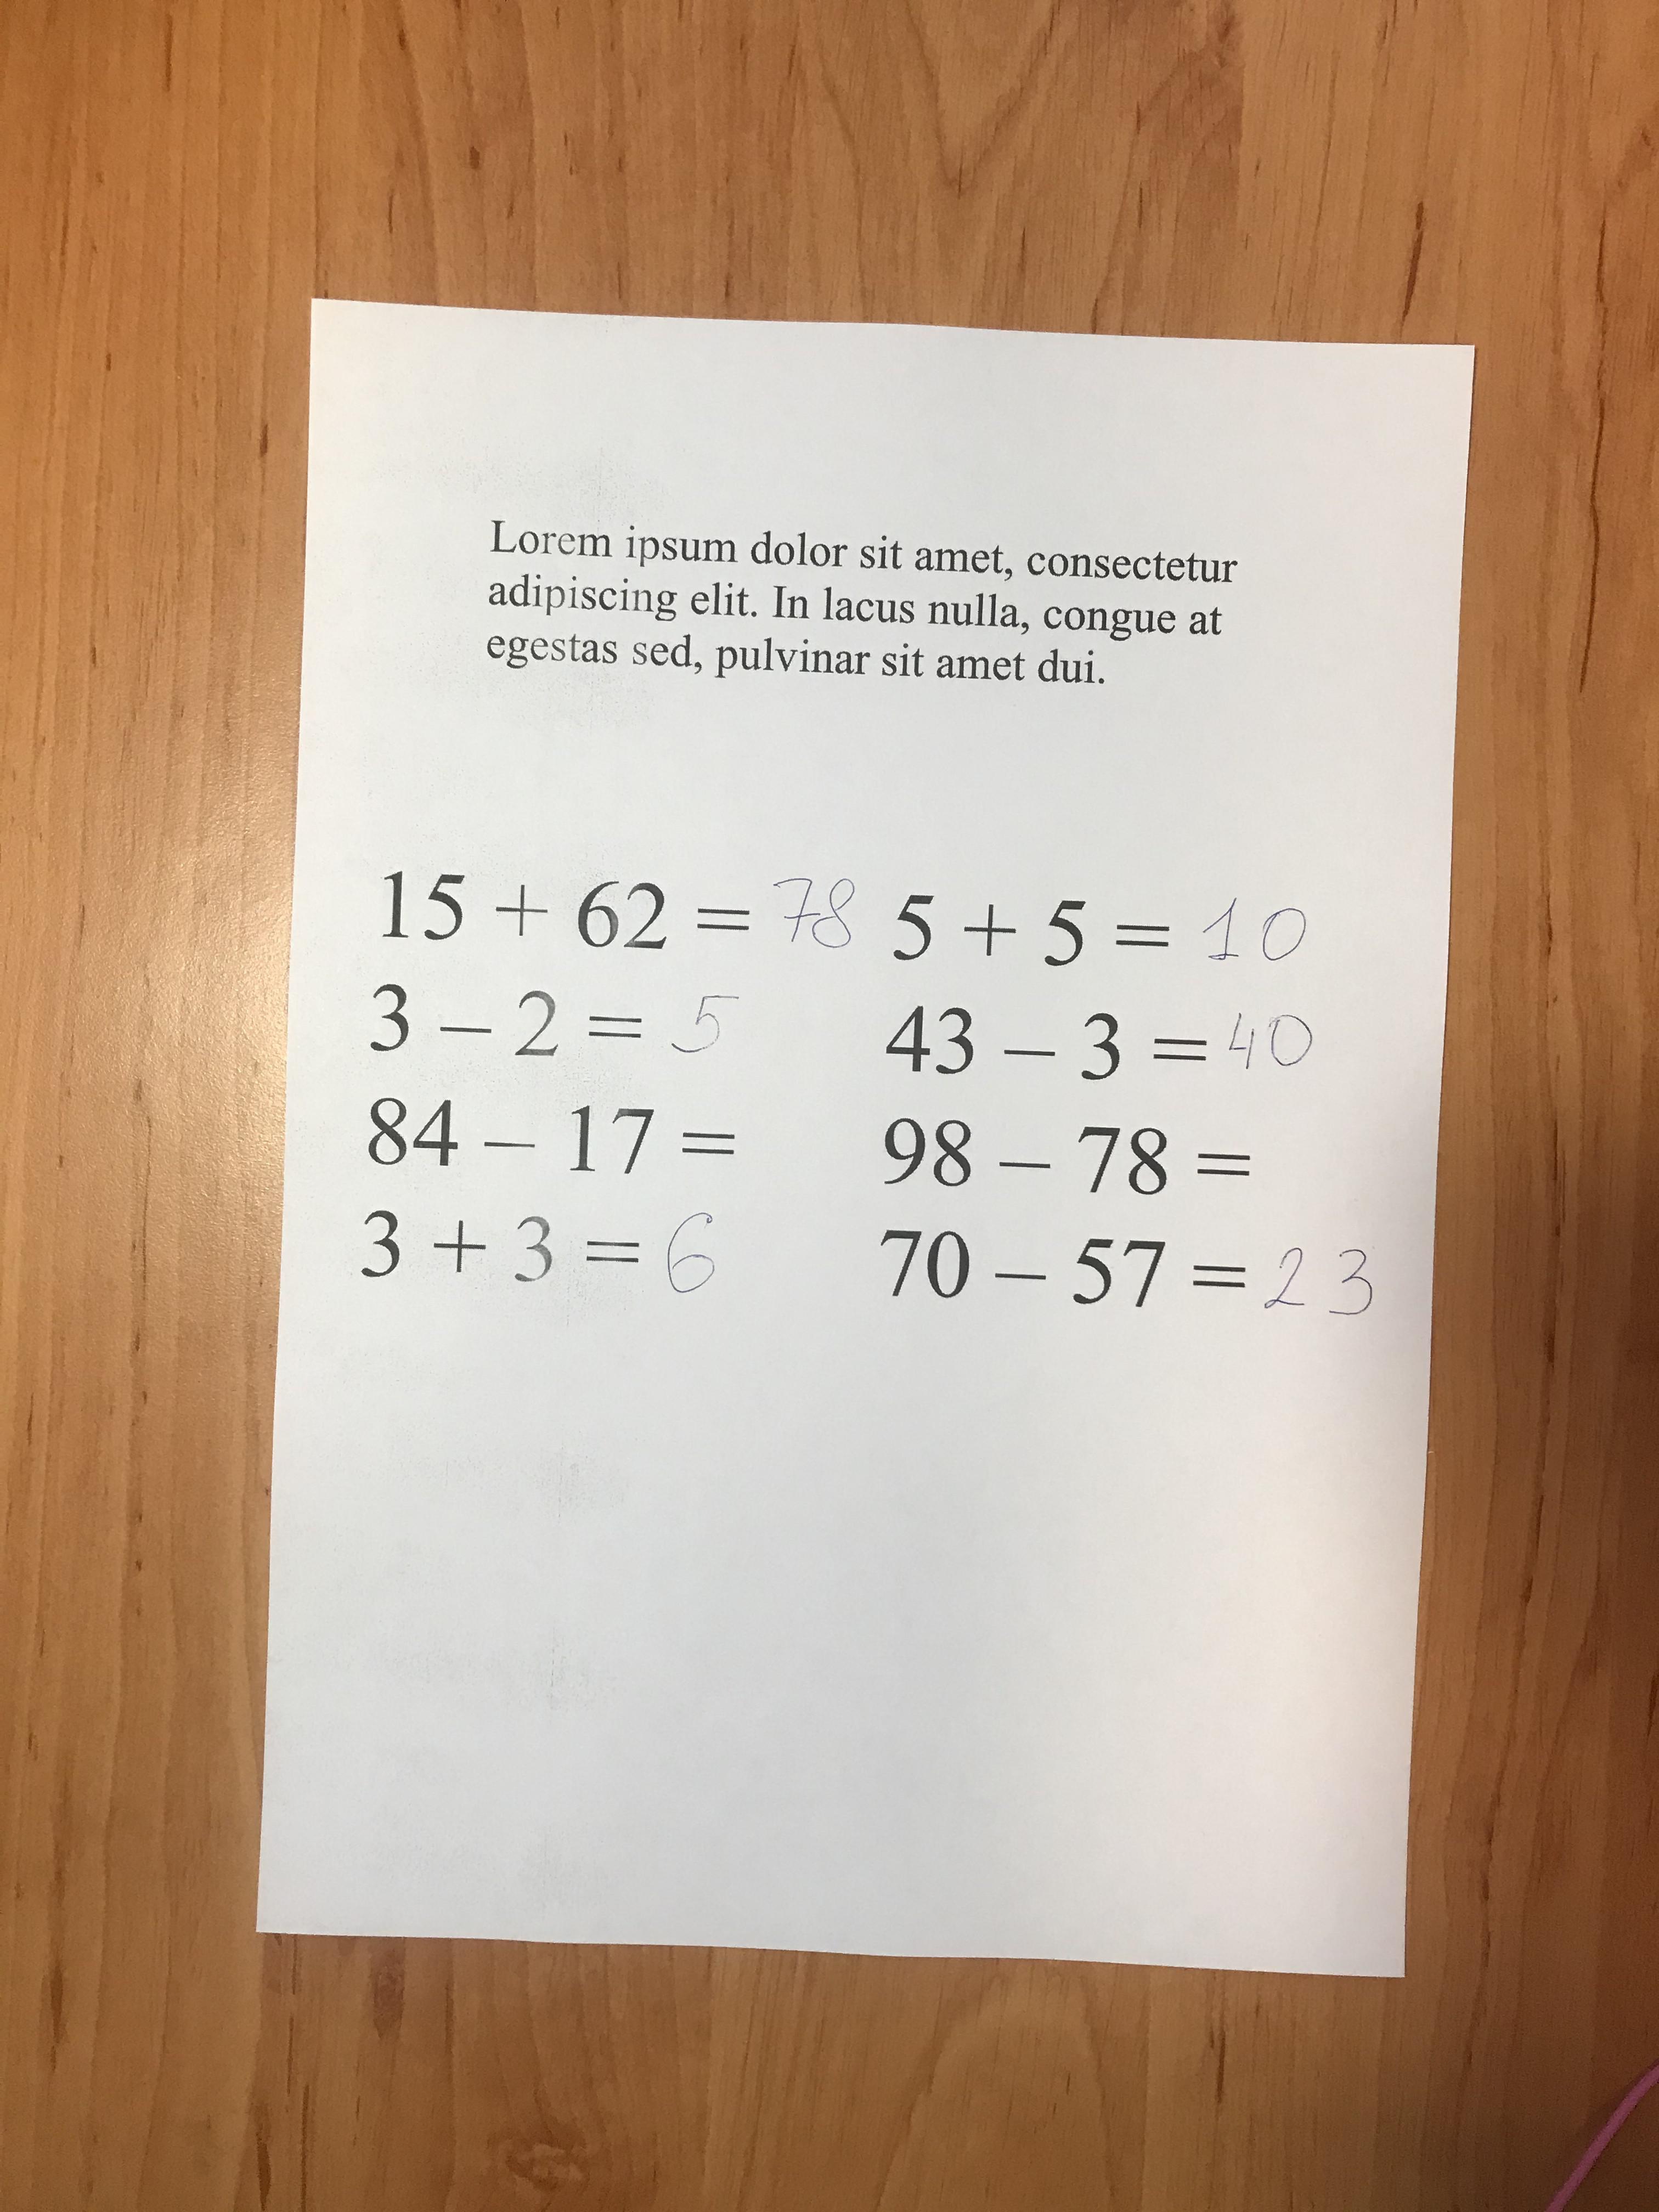 Lorem ipsum dolor sit amet, consectetur
adipiscing elit. In lacus nulla, congue at
egestas sed, pulvinar sit amet dui.
15 + 62 = 78 5 + 5 = 10
3 – 2 = 5 43 – 3 = 40
84 – 17 = 98 – 78 =
3 + 3 = 6 70 – 57 = 23